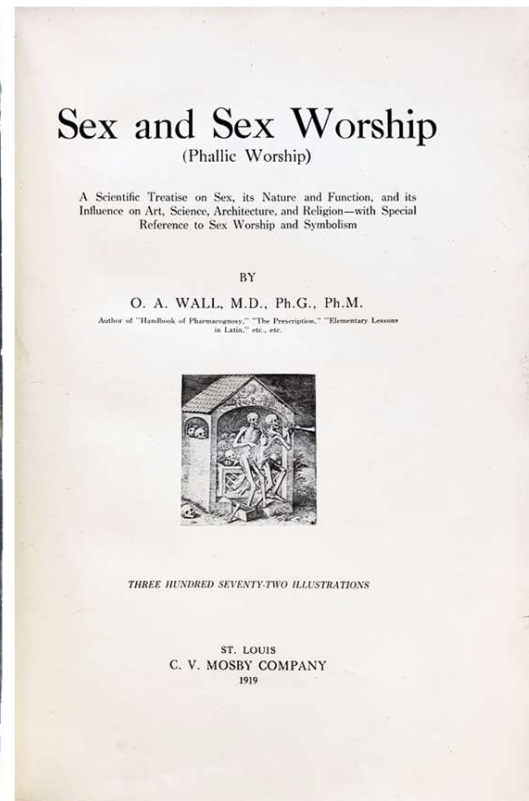 Sex and Sex Worship
(Phallic Worship)
A Scientific Treatise on Sex, its Nature and Function, and its
Influence on Art, Science, Architecture, and Religion—with Special
Reference to Sex Worship and Symbolism
BY
O. A. WALL, M.D., Ph.G., Ph.M.
Author of "Handbook of Pharmacognosy," "The Prescription," "Elementary Lessons
in Latin," etc., etc.
THREE HUNDRED SEVENTY-TWO ILLUSTRATIONS
ST. LOUIS
C. V. MOSBY COMPANY
1919